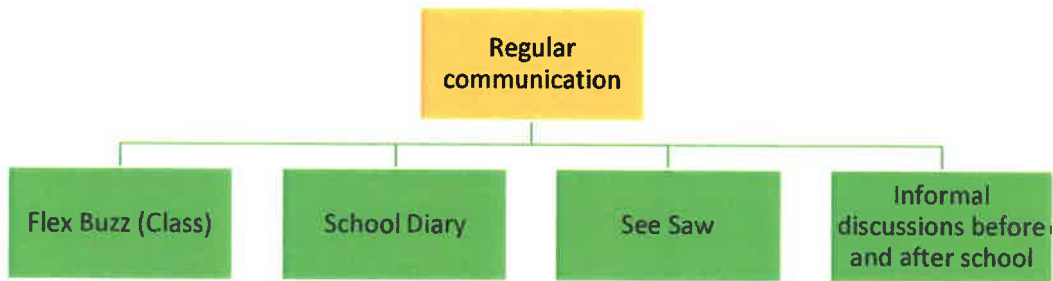 Regular
communication
Flex Buzz (Class)
School Diary
See Saw
Informal
discussions before
and after school